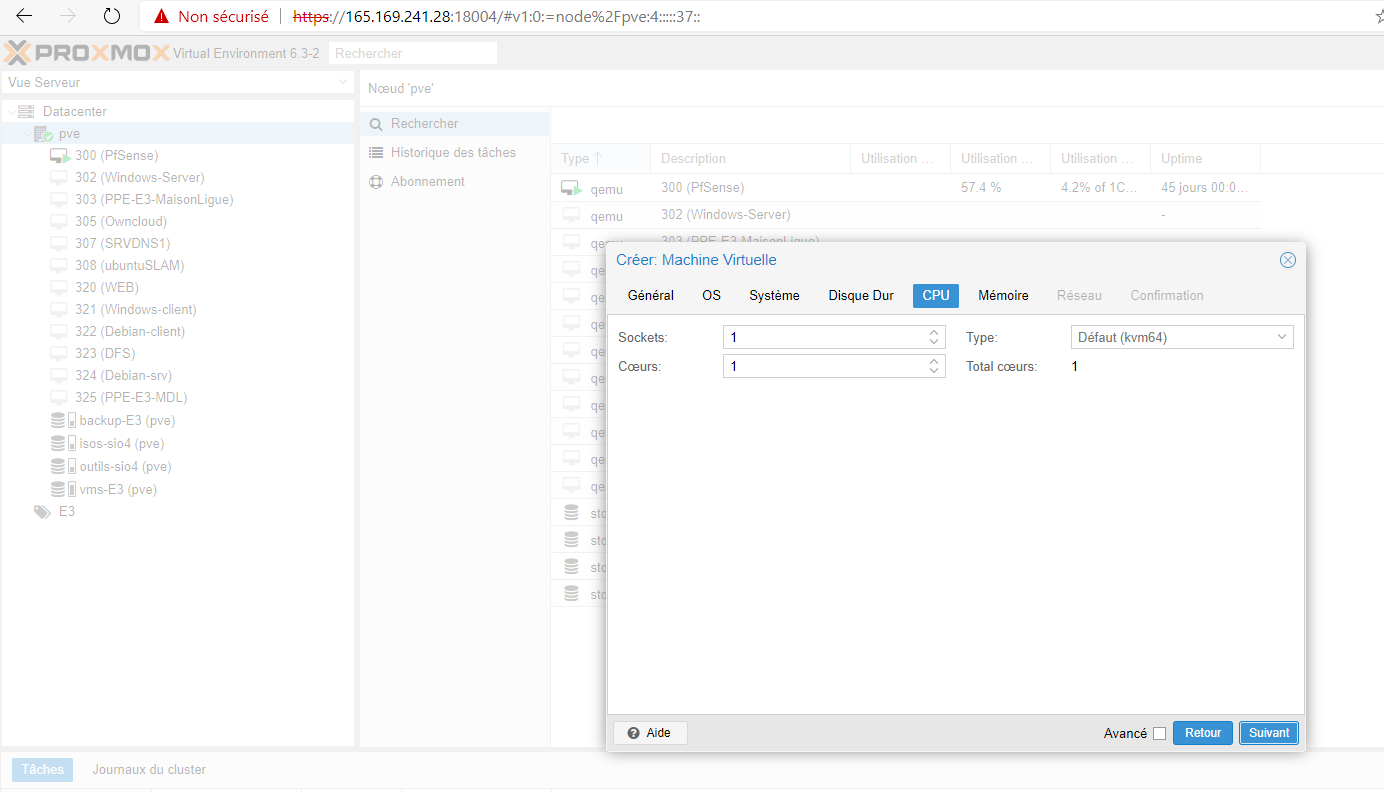 Non sécurisé | https://165.169.241.28:18004/#v1:0:=node%2Fpve:4:::::37::
PROXMOX Virtual Environment 6.3-2 Rechercher
Vue Serveur
Datacenter
pve
300 (PfSense)
302 (Windows-Server)
303 (PPE-E3-MaisonLigue)
305 (Owncloud)
307 (SRVDNS1)
308 (ubuntuSLAM)
320 (WEB)
321 (Windows-client)
322 (Debian-client)
323 (DFS)
324 (Debian-srv)
325 (PPE-E3-MDL)
backup-E3 (pve)
isos-sio4 (pve)
outils-sio4 (pve)
vms-E3 (pve)
E3
Nœud 'pve'
Rechercher
Historique des tâches
Abonnement
Type Description Utilisation ... Utilisation ... Utilisation ... Uptime
qemu 300 (PfSense) 57.4 % 4.2% of 1C... 45 jours 00:0...
qemu 302 (Windows-Server) -
qemu 303 (PPE-E3-MaisonLigue)
qe
qe
qe
qe
qe
qe
qe
qe
qe
sto
sto
sto
sto
Créer: Machine Virtuelle
Général OS Système Disque Dur CPU Mémoire Réseau Confirmation
Sockets: 1 Type: Défaut (kvm64)
Cœurs: 1 Total cœurs: 1
Aide Avancé Retour Suivant
Tâches Journaux du cluster